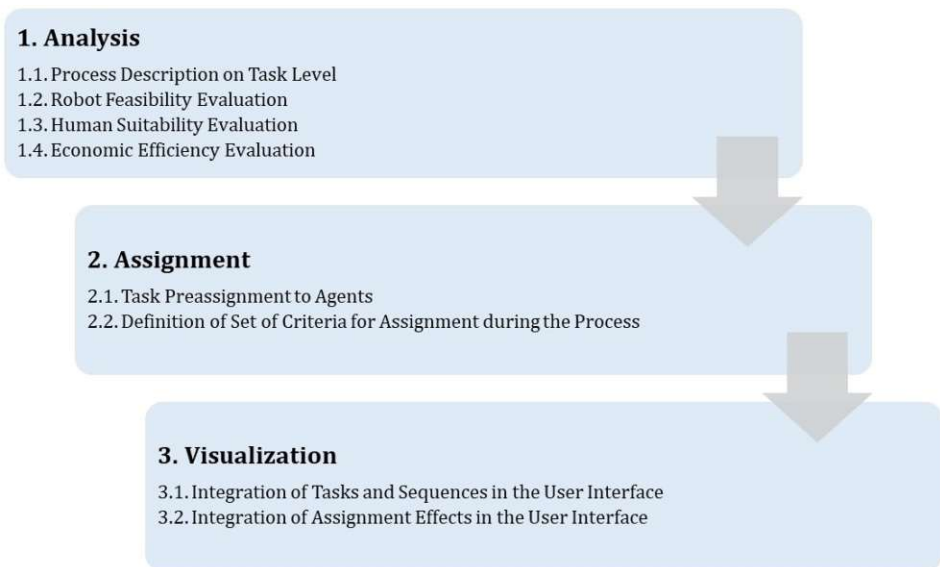 1. Analysis
1.1. Process Description on Task Level
1.2. Robot Feasibility Evaluation
1.3. Human Suitability Evaluation
1.4. Economic Efficiency Evaluation
2. Assignment
2.1. Task Preassignment to Agents
2.2. Definition of Set of Criteria for Assignment during the Process
3. Visualization
3.1. Integration of Tasks and Sequences in the User Interface
3.2. Integration of Assignment Effects in the User Interface